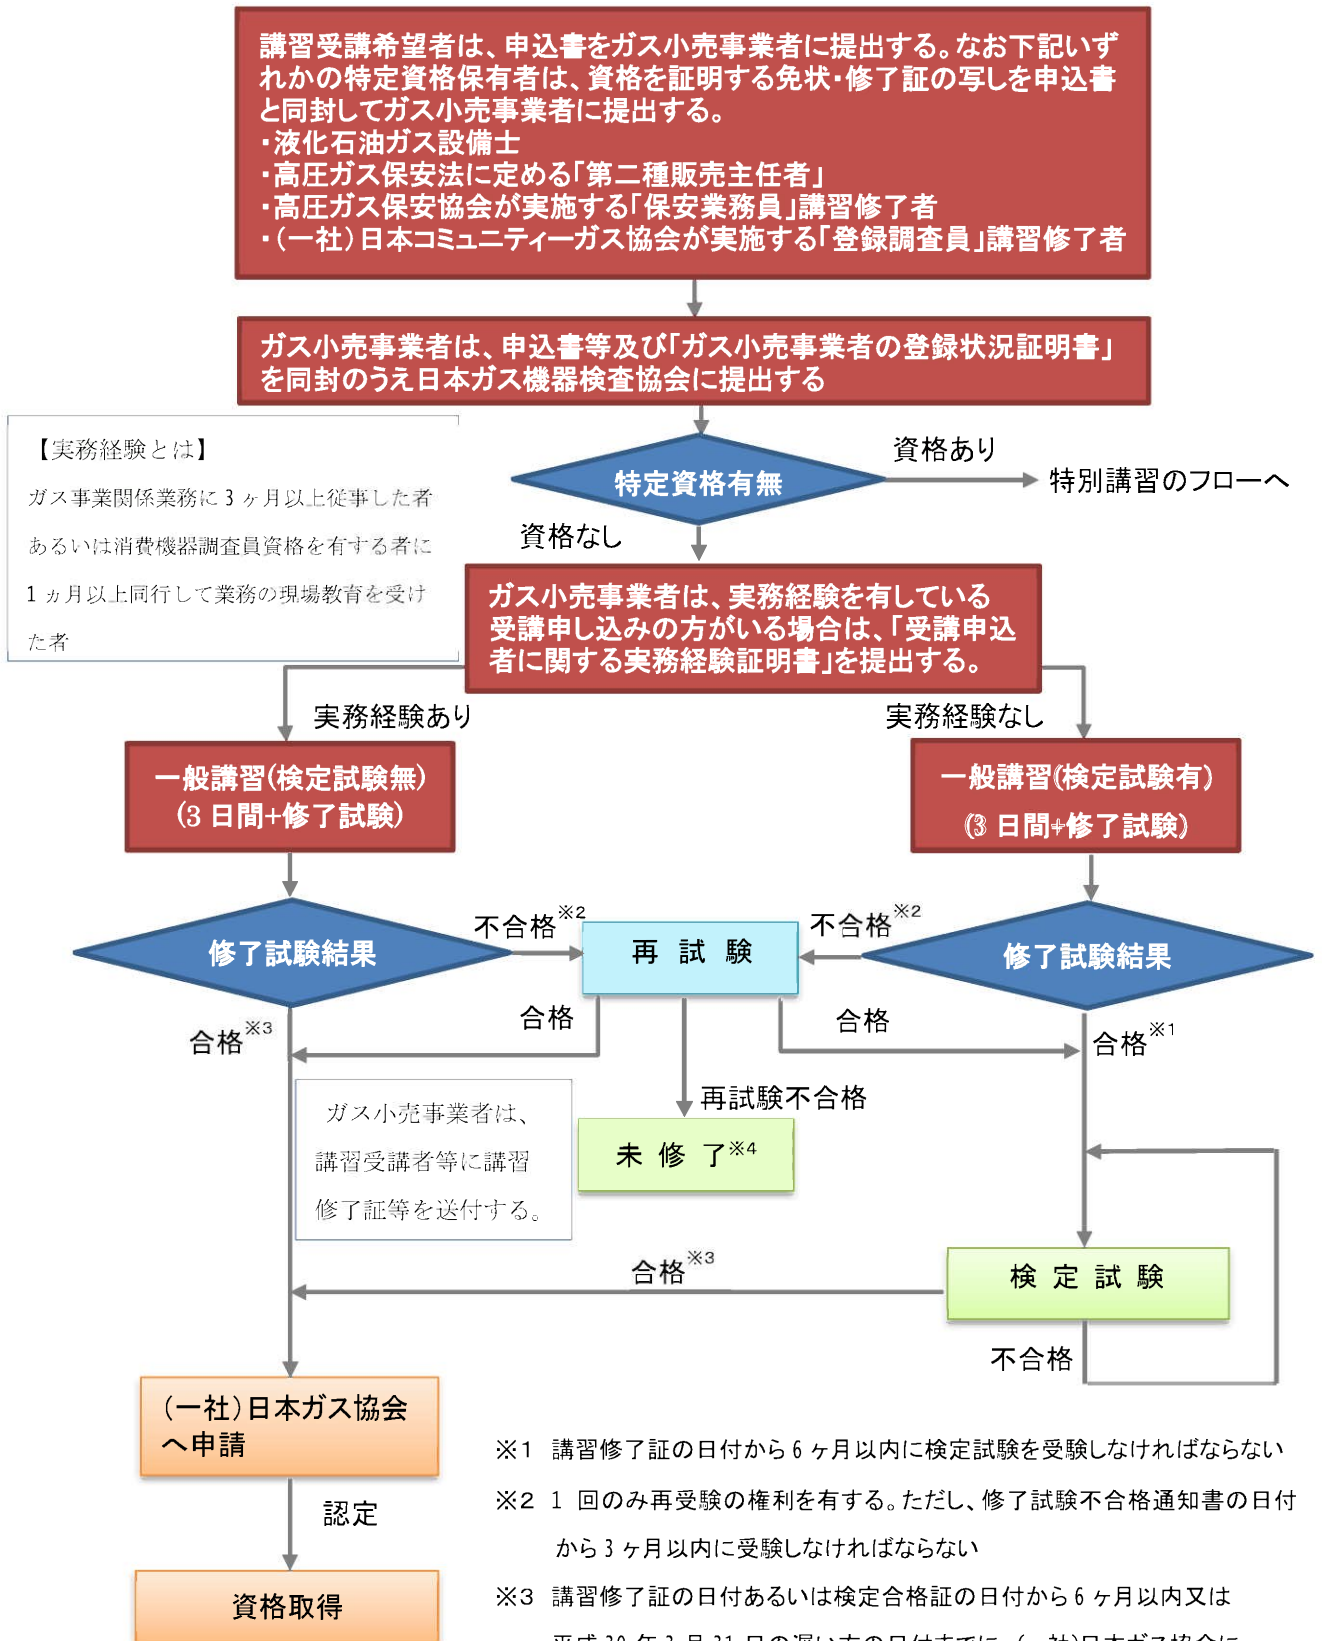 講習受講希望者は、申込書をガス小売事業者に提出する。なお下記いず
れかの特定資格保有者は、資格を証明する免状・修了証の写しを申込書
と同封してガス小売事業者に提出する。
・液化石油ガス設備士
・高圧ガス保安法に定める「第二種販売主任者」
・高圧ガス保安協会が実施する「保安業務員」講習修了者
・（一社）日本コミュニティーガス協会が実施する「登録調査員」講習修了者
ガス小売事業者は、申込書等及び「ガス小売事業者の登録状況証明書」
を同封のうえ日本ガス機器検査協会に提出する
【実務経験とは】
ガス事業関係業務に3ヶ月以上従事した者
あるいは消費機器調査員資格を有する者に
1ヵ月以上同行して業務の現場教育を受け
た者
特定資格有無
資格あり
特別講習のフローへ
資格なし
ガス小売事業者は、実務経験を有している
受講申し込みの方がいる場合は、「受講申込
者に関する実務経験証明書」を提出する。
実務経験あり
実務経験なし
一般講習(検定試験無)
(3日間+修了試験)
一般講習(検定試験有)
(3日間+修了試験)
修了試験結果
不合格※2
再試験
不合格※2
修了試験結果
合格※3
合格
合格
合格※1
再試験不合格
ガス小売事業者は、
講習受講者等に講習
修了証等を送付する。
未修了※4
合格※3
検定試験
不合格
（一社）日本ガス協会
へ申請
認定
資格取得
※1 講習修了証の日付から6ヶ月以内に検定試験を受験しなければならない
※2 1回のみ再受験の権利を有する。ただし、修了試験不合格通知書の日付
から3ヶ月以内に受験しなければならない
※3 講習修了証の日付あるいは検定合格証の日付から6ヶ月以内又は
平成30年3月31日の遅い方の日付までに、(一社)日本ガス協会に